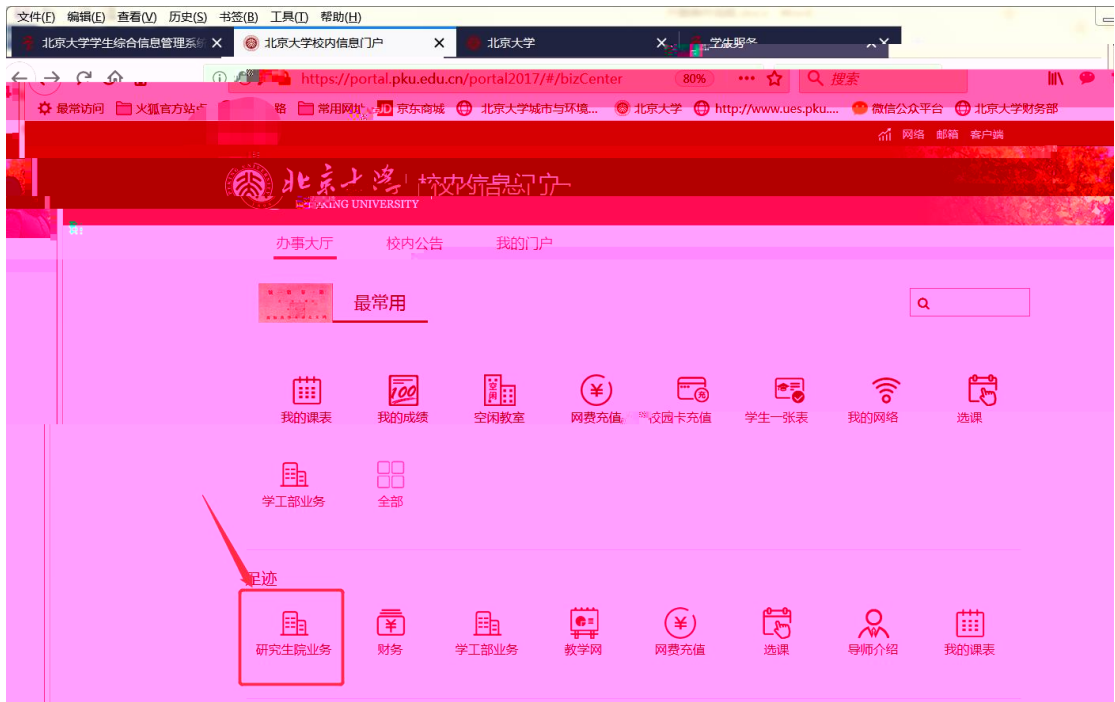 文件(F) 编辑(E) 查看(V) 历史(S) 书签(B) 工具(T) 帮助(H)
北京大学学生综合信息管理系统 北京大学校内信息门户 北京大学 学生
https://portal.pku.edu.cn/portal2017/#/bizCenter 80% 搜索
最常访问 火狐官方站点 常用网址 JD 京东商城 北京大学城市与环境... 北京大学 http://www.ues.pku.... 微信公众平台 北京大学财务部
网络 邮箱 客户端
北京大学 校内信息门户
UNIVERSITY
办事大厅 校内公告 我的门户
最常用
100 空闲
我的课表 我的成绩 空闲教室 网费充值 校园卡充值 学生一张表 我的网络 选课
学工部业务 全部
足迹
研究生院业务 财务 学工部业务 教学网 网费充值 选课 导师介绍 我的课表